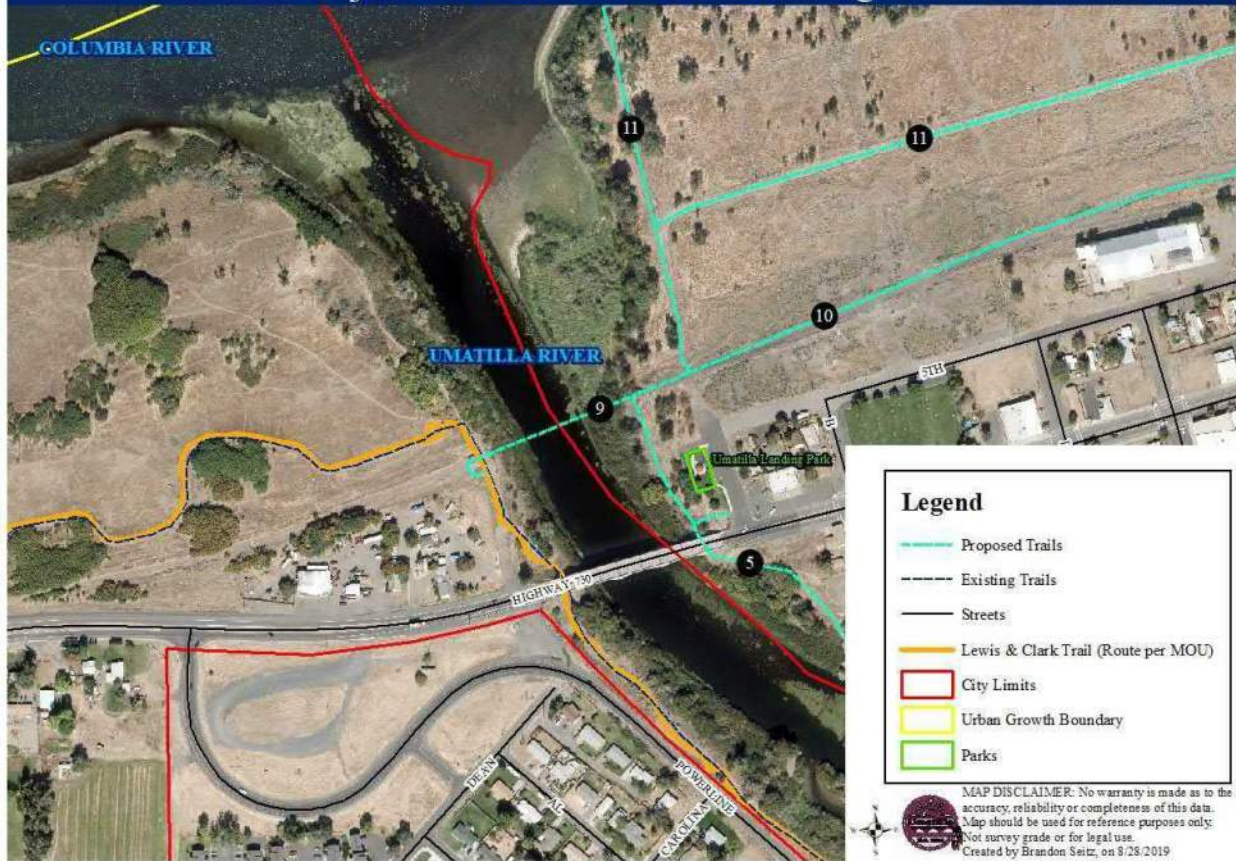 COLUMBIA RIVER
11
11
10
UMATILLA RIVER
5TH
9
B
Umatilla Landing Park
5
HIGHWAY 730
DEAN
AL
POWERLINE
CAROLINA
Legend
Proposed Trails
Existing Trails
Streets
Lewis & Clark Trail (Route per MOU)
City Limits
Urban Growth Boundary
Parks
MAP DISCLAIMER: No warranty is made as to the
accuracy, reliability or completeness of this data.
Map should be used for reference purposes only.
Not survey grade or for legal use.
Created by Brandon Seitz, on 8/28/2019